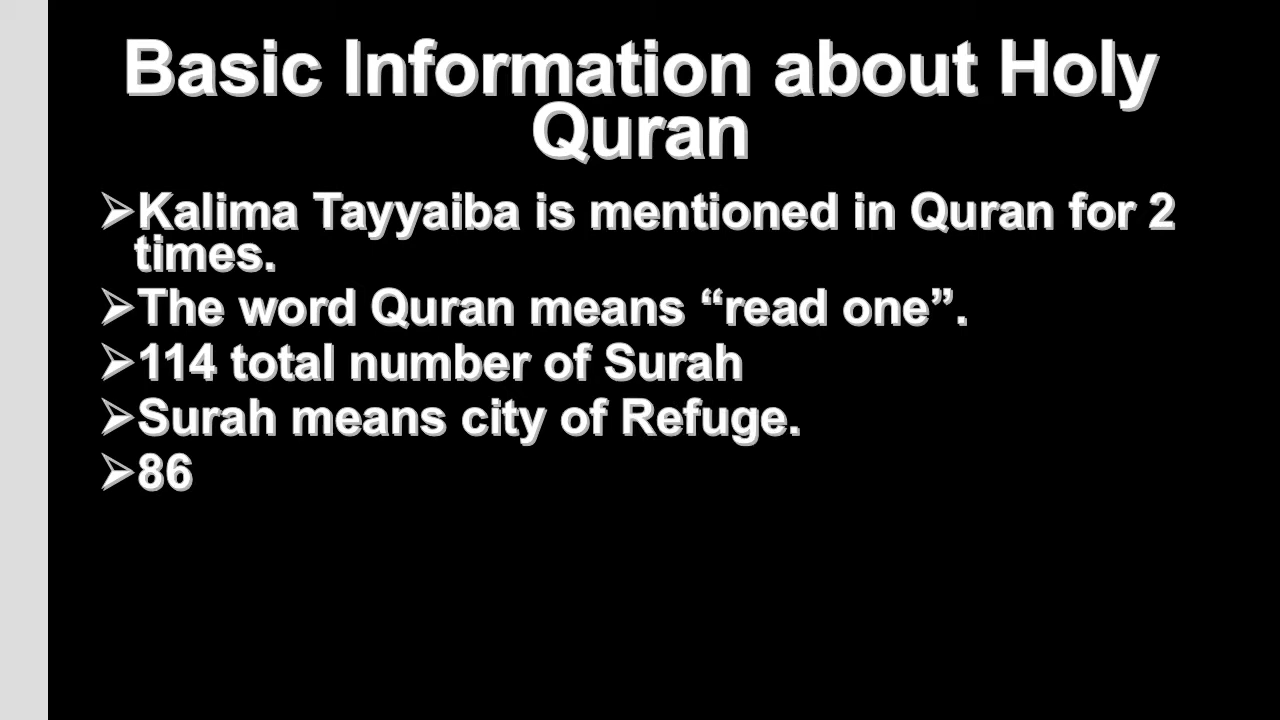 Basic Information about Holy
Quran
➢Kalima Tayyaiba is mentioned in Quran for 2
times.
➢The word Quran means “read one”.
➢114 total number of Surah
➢Surah means city of Refuge.
➢86